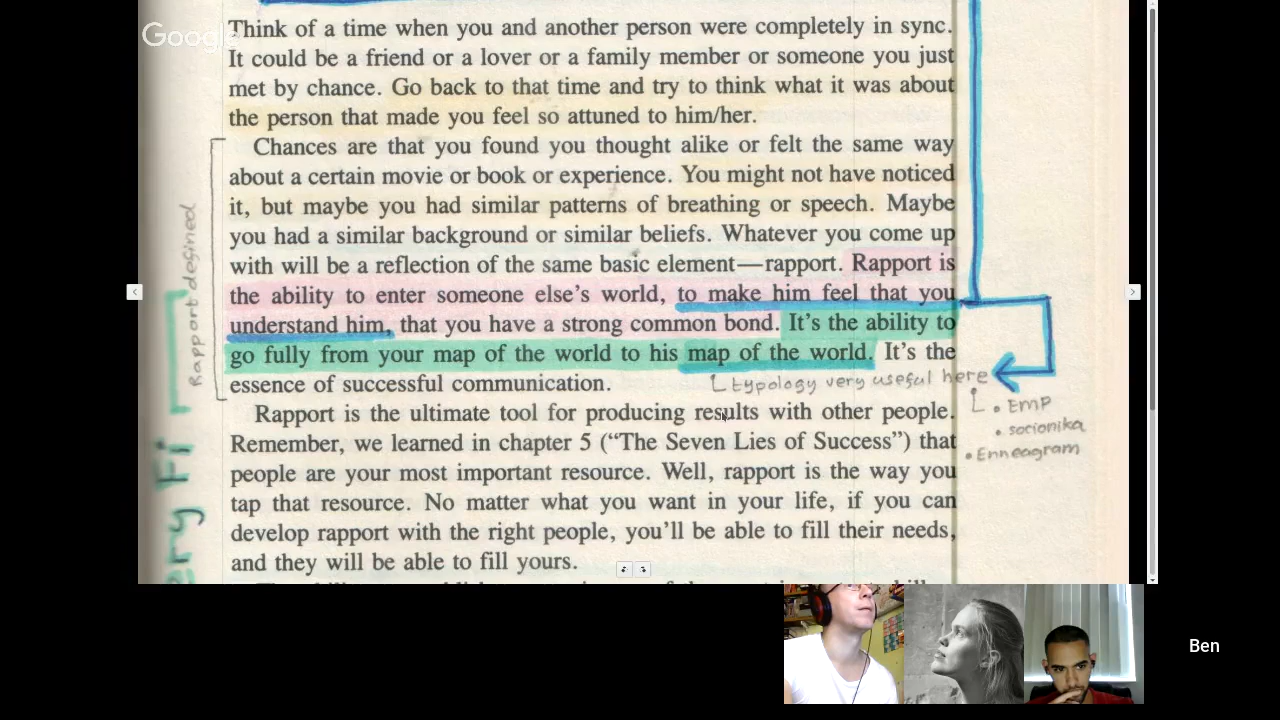 Google
Think of a time when you and another person were completely in sync.
It could be a friend or a lover or a family member or someone you just
met by chance. Go back to that time and try to think what it was about
the person that made you feel so attuned to him/her.
Chances are that you found you thought alike or felt the same way
about a certain movie or book or experience. You might not have noticed
it, but maybe you had similar patterns of breathing or speech. Maybe
you had a similar background or similar beliefs. Whatever you come up
with will be a reflection of the same basic element—rapport. Rapport is
the ability to enter someone else's world, to make him feel that you
understand him, that you have a strong common bond. It's the ability to
go fully from your map of the world to his map of the world. It's the
essence of successful communication.
Rapport is the ultimate tool for producing results with other people.
Remember, we learned in chapter 5 ("The Seven Lies of Success") that
people are your most important resource. Well, rapport is the way you
tap that resource. No matter what you want in your life, if you can
develop rapport with the right people, you'll be able to fill their needs,
and they will be able to fill yours.
Rapport defined
ery Fi
typology very useful here
• EMP
• socionika
• Enneagram
Ben